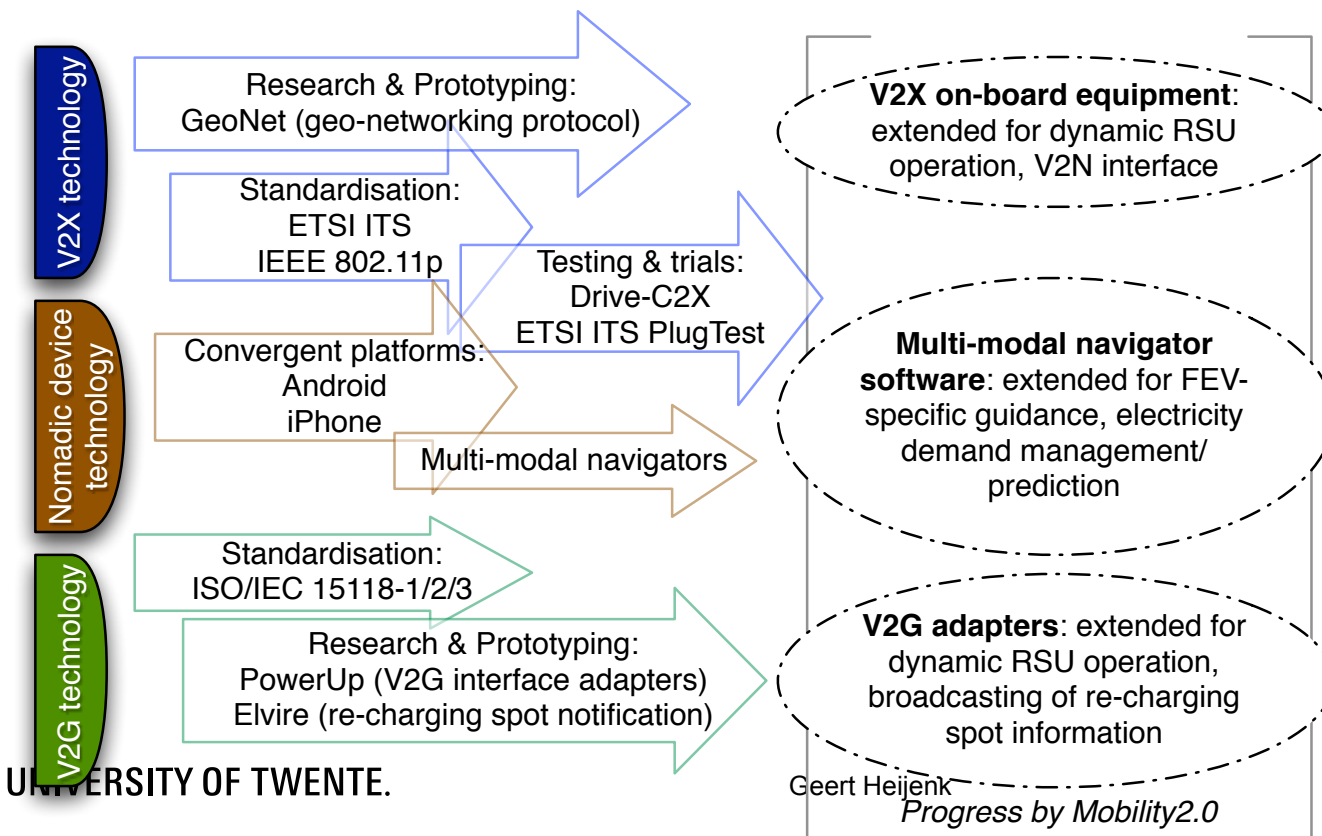 V2X technology
Research & Prototyping:
GeoNet (geo-networking protocol)
Standardisation:
ETSI ITS
IEEE 802.11p
Testing & trials:
Drive-C2X
ETSI ITS PlugTest
V2X on-board equipment:
extended for dynamic RSU
operation, V2N interface
Nomadic device
technology
Convergent platforms:
Android
iPhone
Multi-modal navigators
Multi-modal navigator
software: extended for FEV-
specific guidance, electricity
demand management/
prediction
V2G technology
Standardisation:
ISO/IEC 15118-1/2/3
Research & Prototyping:
PowerUp (V2G interface adapters)
Elvire (re-charging spot notification)
V2G adapters: extended for
dynamic RSU operation,
broadcasting of re-charging
spot information
UNIVERSITY OF TWENTE.
Geert Heijenk
Progress by Mobility2.0